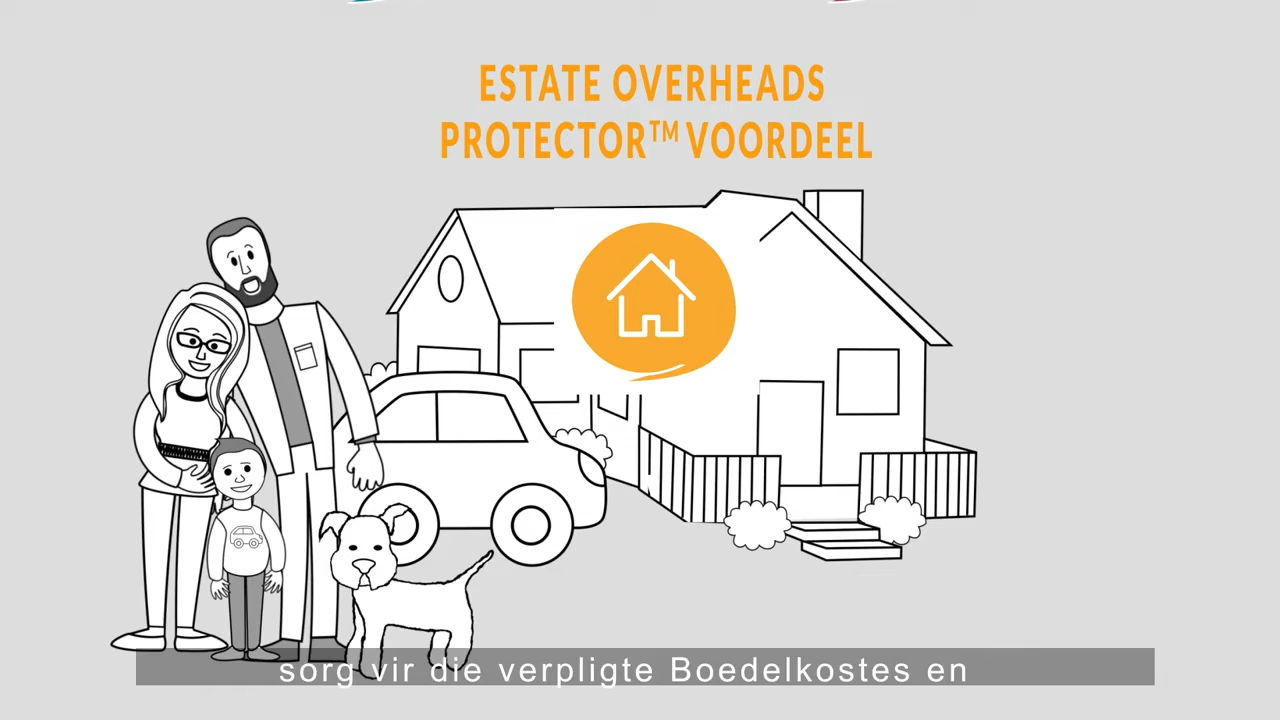 ESTATE OVERHEADS
PROTECTOR™ VOORDEEL
sorg vir die verpligte Boedelkostes en